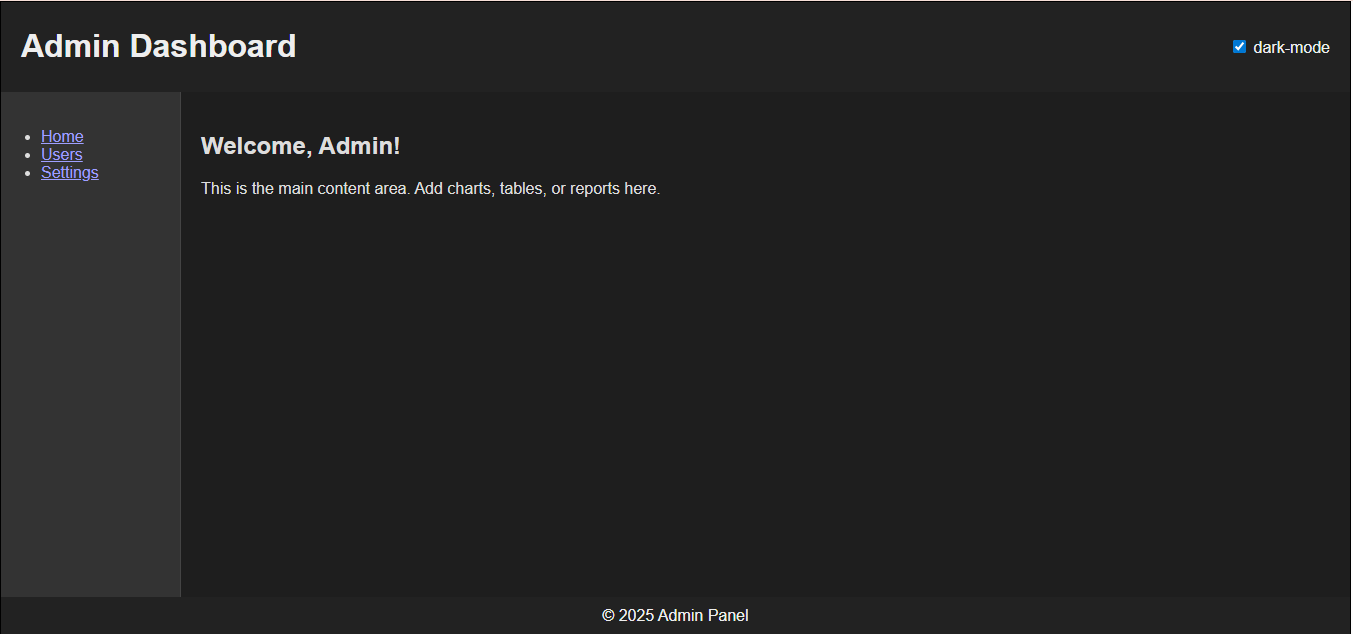 Admin Dashboard
dark-mode
Home
Users
Settings
Welcome, Admin!
This is the main content area. Add charts, tables, or reports here.
© 2025 Admin Panel